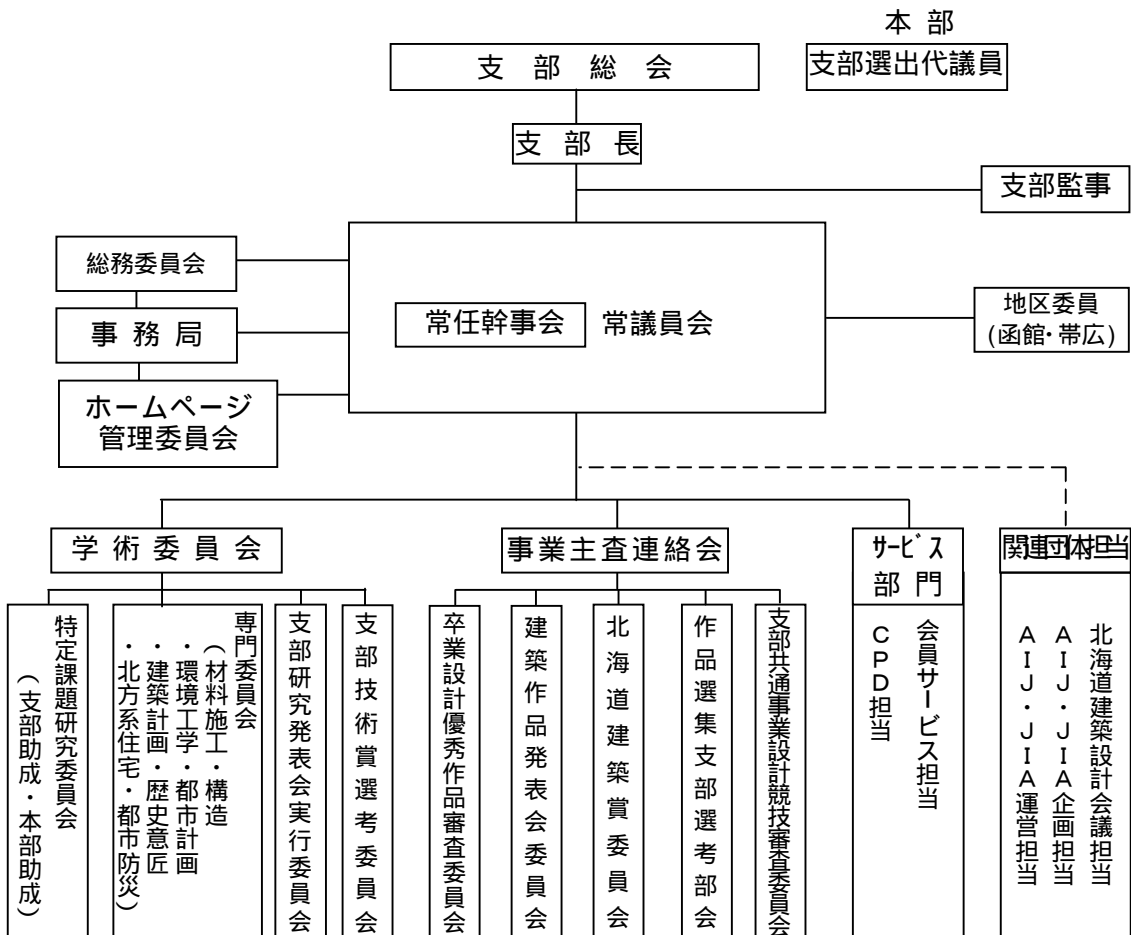 本 部
支 部 総 会
支部選出代議員
支 部 長
支部監事
総務委員会
事 務 局
ホームページ
管理委員会
常任幹事会
常議員会
地区委員
(函館・帯広)
学 術 委 員 会
事業主査連絡会
サービス
部 門
関連団体担当
特定課題研究委員会
(支部助成・本部助成)
専門委員会
(材料施工・構造
・環境工学・都市計画
・建築計画・歴史意匠
・北方系住宅・都市防災)
支部研究発表会実行委員会
支部技術賞選考委員会
卒業設計優秀作品審査委員会
建築作品発表会委員会
北海道建築賞委員会
作品選集支部選考部会
支部共通事業設計競技審査委員会
会員サービス担当
CPD担当
北海道建築設計会議担当
AIJ・JIA企画担当
AIJ・JIA運営担当